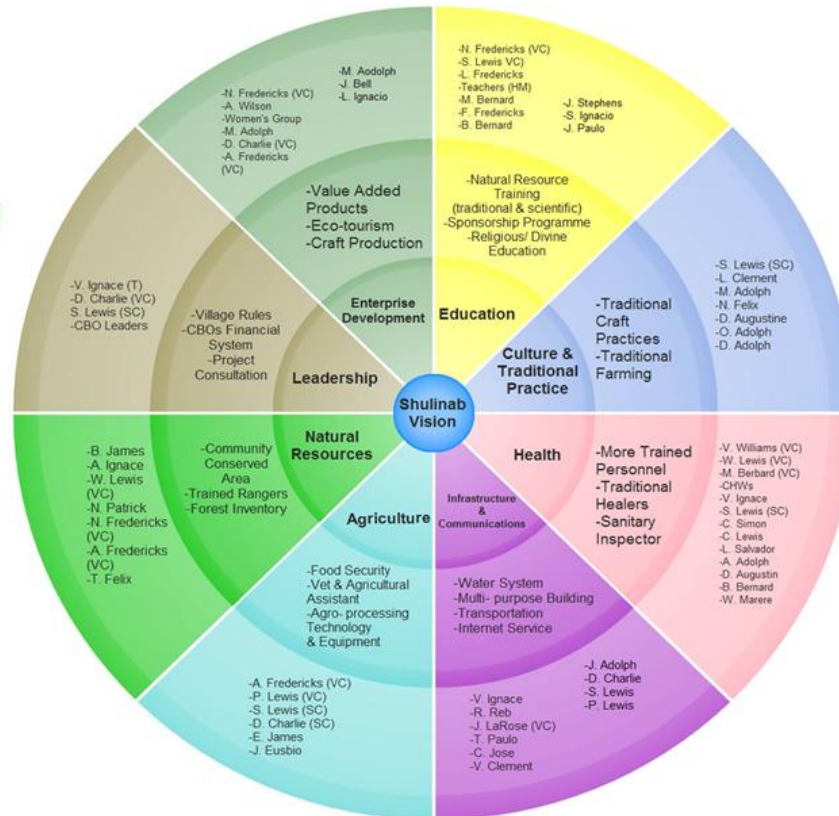 -N. Fredericks (VC)
-A. Wilson
-Women's Group
-M. Adolph
-D. Charlie (VC)
-A. Fredericks
(VC)
-M. Aodolph
-J. Bell
-L. Ignacio
-Value Added
Products
-Eco-tourism
-Craft Production
Enterprise
Development
-N. Fredericks (VC)
-S. Lewis VC)
-L. Fredericks
-Teachers (HM)
-M. Bernard
-F. Fredericks
-B. Bernard
-J. Stephens
-S. Ignacio
-J. Paulo
-Natural Resource
Training
(traditional & scientific)
-Sponsorship Programme
-Religious/ Divine
Education
Education
-S. Lewis (SC)
-L. Clement
-M. Adolph
-N. Felix
-D. Augustine
-O. Adolph
-D. Adolph
-Traditional
Craft
Practices
-Traditional
Farming
Culture &
Traditional
Practice
-V. Williams (VC)
-W. Lewis (VC)
-M. Berbard (VC)
-CHWs
-V. Ignace
-S. Lewis (SC)
-C. Simon
-C. Lewis
-L. Salvador
-A. Adolph
-D. Augustin
-B. Bernard
-W. Marere
-More Trained
Personnel
-Traditional
Healers
-Sanitary
Inspector
Health
Infrastructure
&
Communications
-Water System
-Multi- purpose Building
-Transportation
-Internet Service
-V. Ignace
-R. Reb
-J. LaRose (VC)
-T. Paulo
-C. Jose
-V. Clement
-J. Adolph
-D. Charlie
-S. Lewis
-P. Lewis
Agriculture
-Food Security
-Vet & Agricultural
Assistant
-Agro- processing
Technology
& Equipment
-A. Fredericks (VC)
-P. Lewis (VC)
-S. Lewis (SC)
-D. Charlie (SC)
-E. James
-J. Eusbio
Natural
Resources
-Community
Conserved
Area
-Trained Rangers
-Forest Inventory
-B. James
-A. Ignace
-W. Lewis
(VC)
-N. Patrick
-N. Fredericks
(VC)
-A. Fredericks
(VC)
-T. Felix
Leadership
-Village Rules
-CBOs Financial
System
-Project
Consultation
-V. Ignace (T)
-D. Charlie (VC)
S. Lewis (SC)
-CBO Leaders
Shulinab
Vision